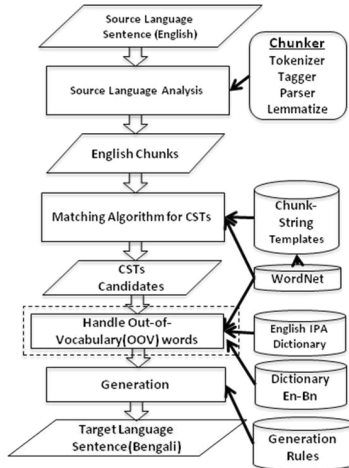 Source Language
Sentence (English)
Chunker
Tokenizer
Tagger
Parser
Lemmatize
Source Language Analysis
English Chunks
Matching Algorithm for CSTs
Chunk-
String
Templates
CSTs
Candidates
WordNet
Handle Out-of-
Vocabulary(OOV) words
English IPA
Dictionary
Generation
Dictionary
En-Bn
Target Language
Sentence(Bengali)
Generation
Rules